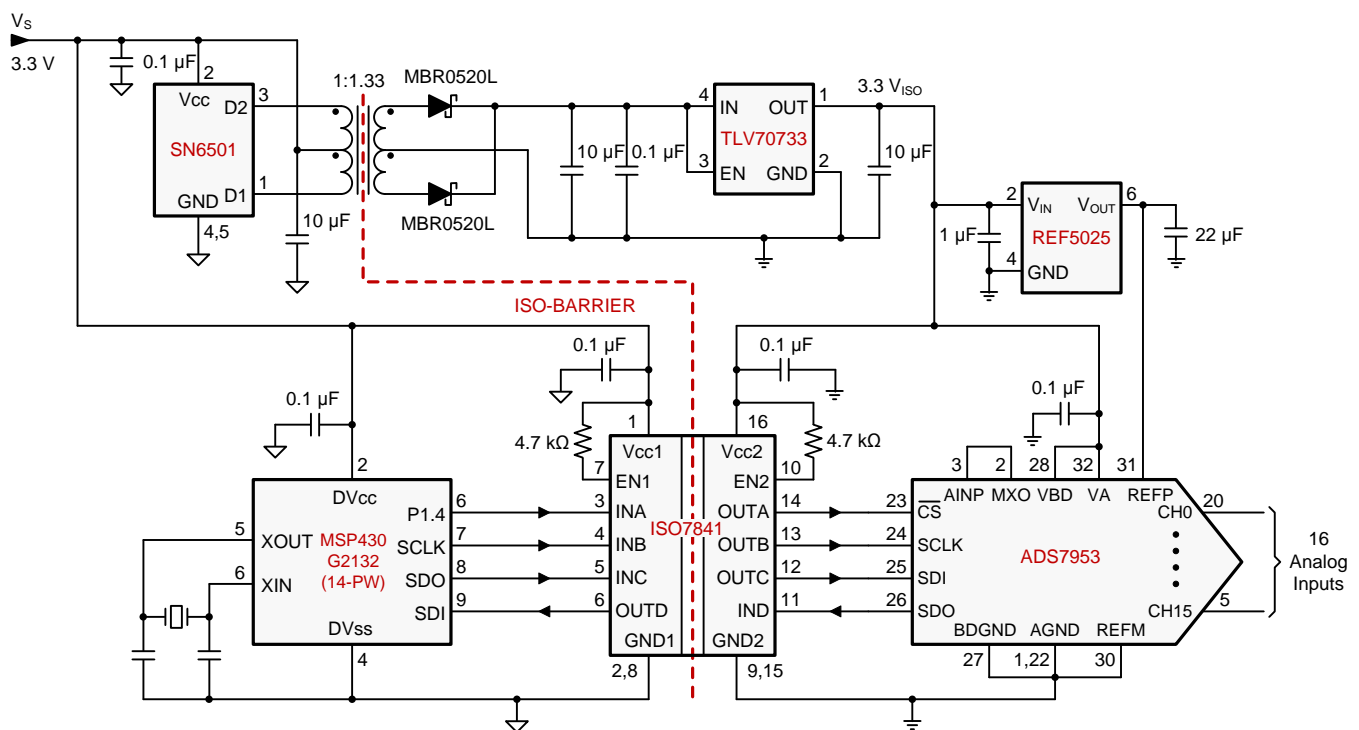 VS
3.3 V
0.1 µF
2
Vcc
D2
3
SN6501
D1
1
GND
4,5
10 µF
1:1.33
MBR0520L
MBR0520L
10 µF
0.1 µF
4
IN
OUT
1
TLV70733
3
EN
GND
2
3.3 VISO
10 µF
2
VIN
VOUT
6
REF5025
1 µF
4
GND
22 µF
ISO-BARRIER
0.1 µF
0.1 µF
0.1 µF
0.1 µF
4.7 kΩ
4.7 kΩ
2
DVcc
5
XOUT
6
XIN
MSP430
G2132
(14-PW)
P1.4
6
SCLK
7
SDO
8
SDI
9
DVss
4
1
Vcc1
7
EN1
3
INA
4
INB
5
INC
6
OUTD
GND1
2,8
ISO7841
16
Vcc2
10
EN2
14
OUTA
13
OUTB
12
OUTC
11
IND
GND2
9,15
3
2
28
32
31
AINP
MXO
VBD
VA
REFP
23
CS
24
SCLK
25
SDI
26
SDO
ADS7953
CH0
20
CH15
5
16
Analog
Inputs
BDGND
AGND
REFM
27
1,22
30